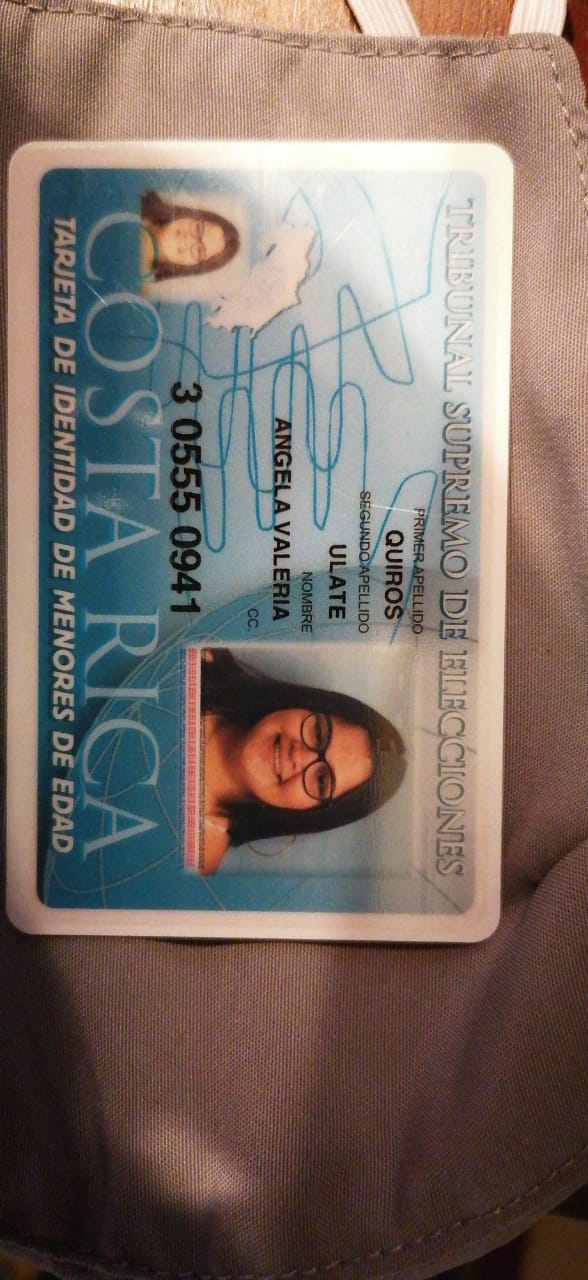 TRIBUNAL SUPREMO DE ELECCIONES
PRIMER APELLIDO
QUIROS
SEGUNDO APELLIDO
ULATE
NOMBRE
ANGELA VALERIA
CC.
3 0555 0941
COSTA RICA
TARJETA DE IDENTIDAD DE MENORES DE EDAD